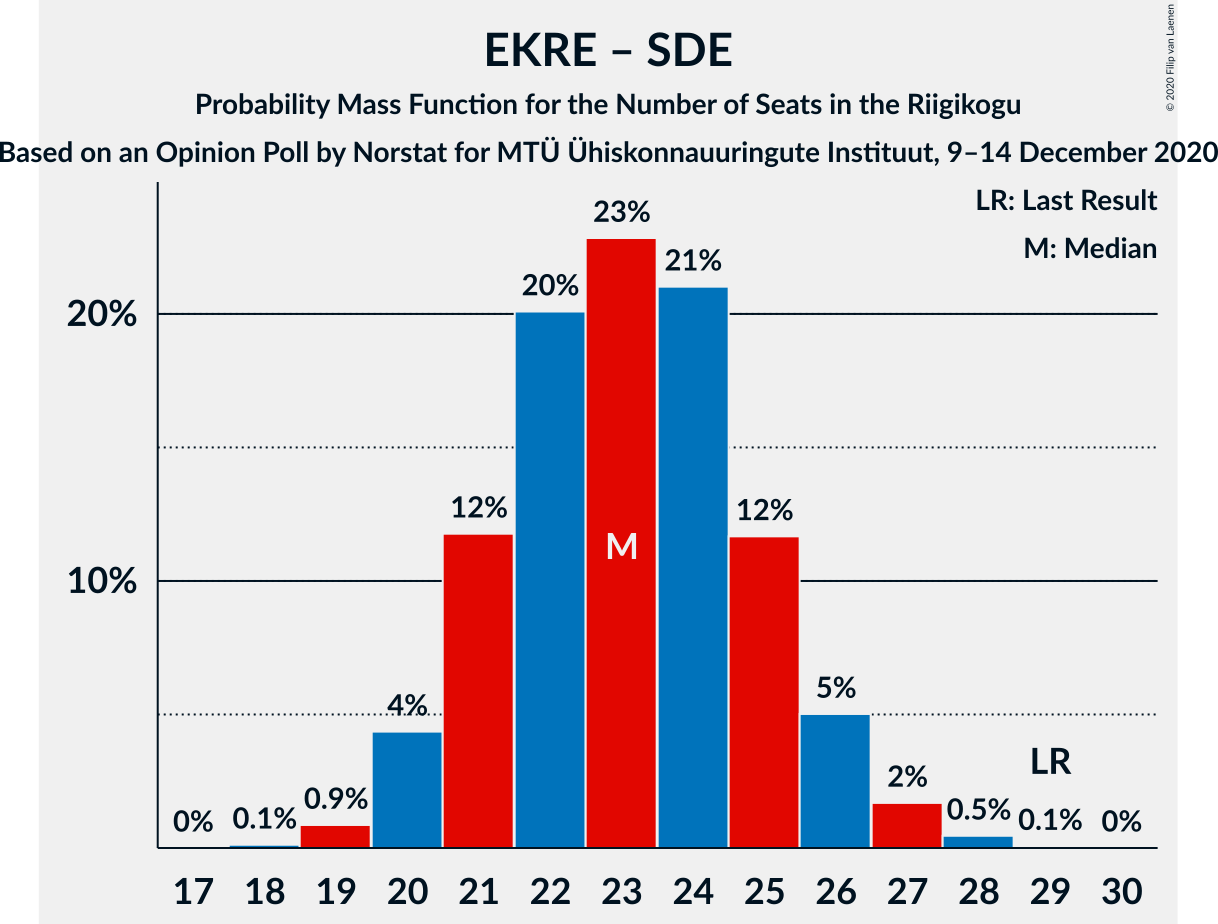 EKRE – SDE
Probability Mass Function for the Number of Seats in the Riigikogu
Based on an Opinion Poll by Norstat for MTÜ Ühiskonnauuringute Instituut, 9–14 December 2020
© 2020 Filip van Laenen
LR: Last Result
M: Median
23%
21%
20%
20%
12%
12%
M
10%
5%
4%
LR
2%
0% 0.1% 0.9% 0.5% 0.1% 0%
17 18 19 20 21 22 23 24 25 26 27 28 29 30